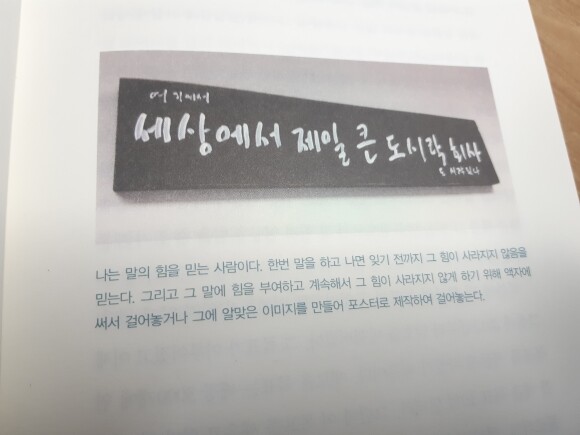 여기에서
세상에서 제일 큰 도시락 회사
나는 말의 힘을 믿는 사람이다. 한번 말을 하고 나면 잊기 전까지 그 힘이 사라지지 않음을
믿는다. 그리고 그 말에 힘을 부여하고 계속해서 그 힘이 사라지지 않게 하기 위해 액자에
써서 걸어놓거나 그에 알맞은 이미지를 만들어 포스터로 제작하여 걸어놓는다.